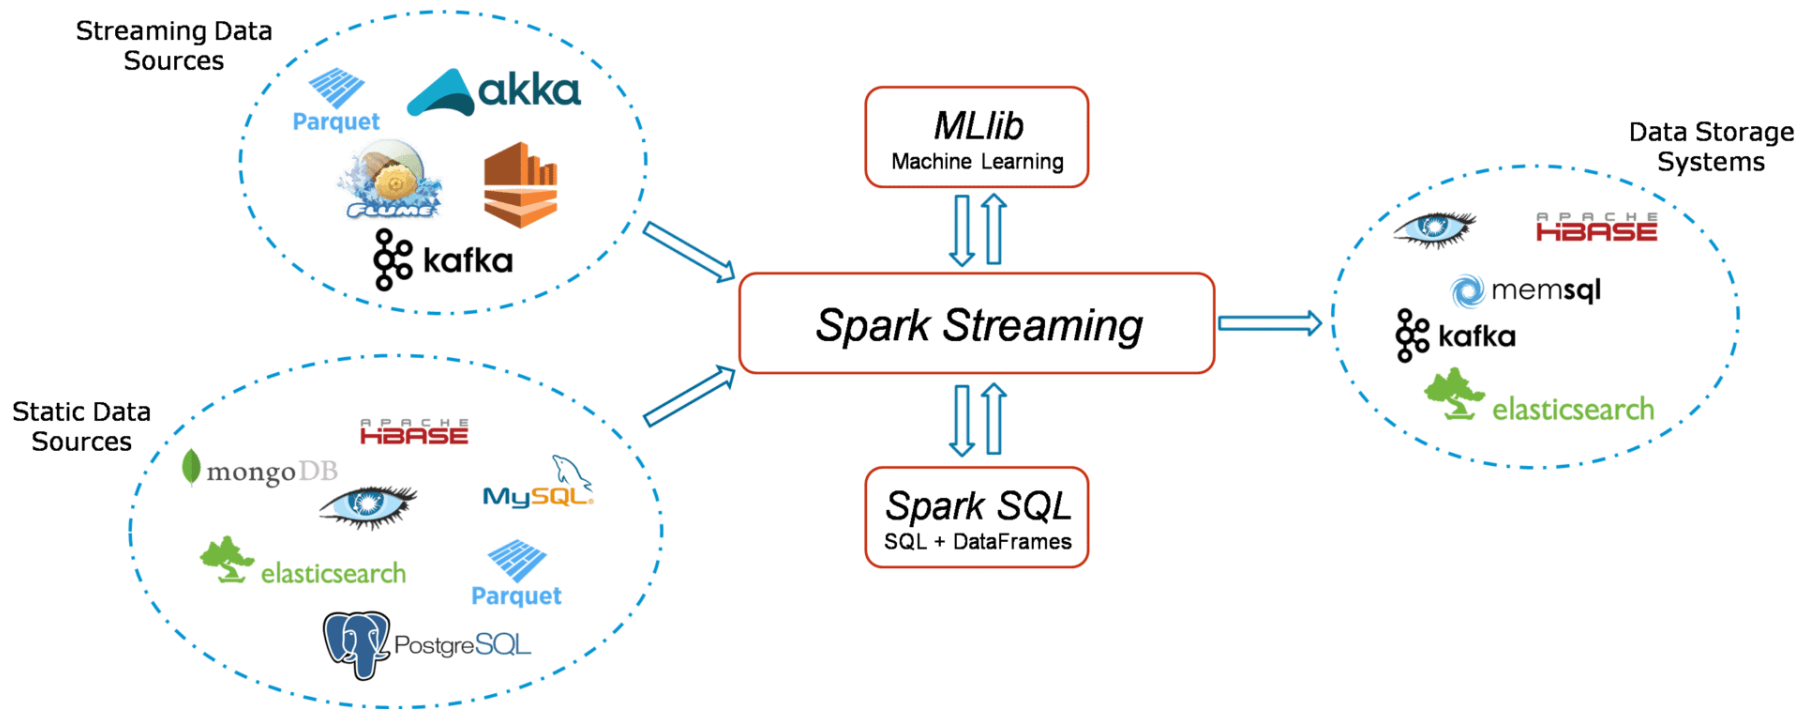 Streaming Data
Sources
Parquet
akka
FLUME
kafka
Static Data
Sources
APACHE
HBASE
mongoDB
MySQL®
elasticsearch
Parquet
PostgreSQL
MLlib
Machine Learning
Spark Streaming
Spark SQL
SQL + DataFrames
Data Storage
Systems
APACHE
HBASE
memsql
kafka
elasticsearch